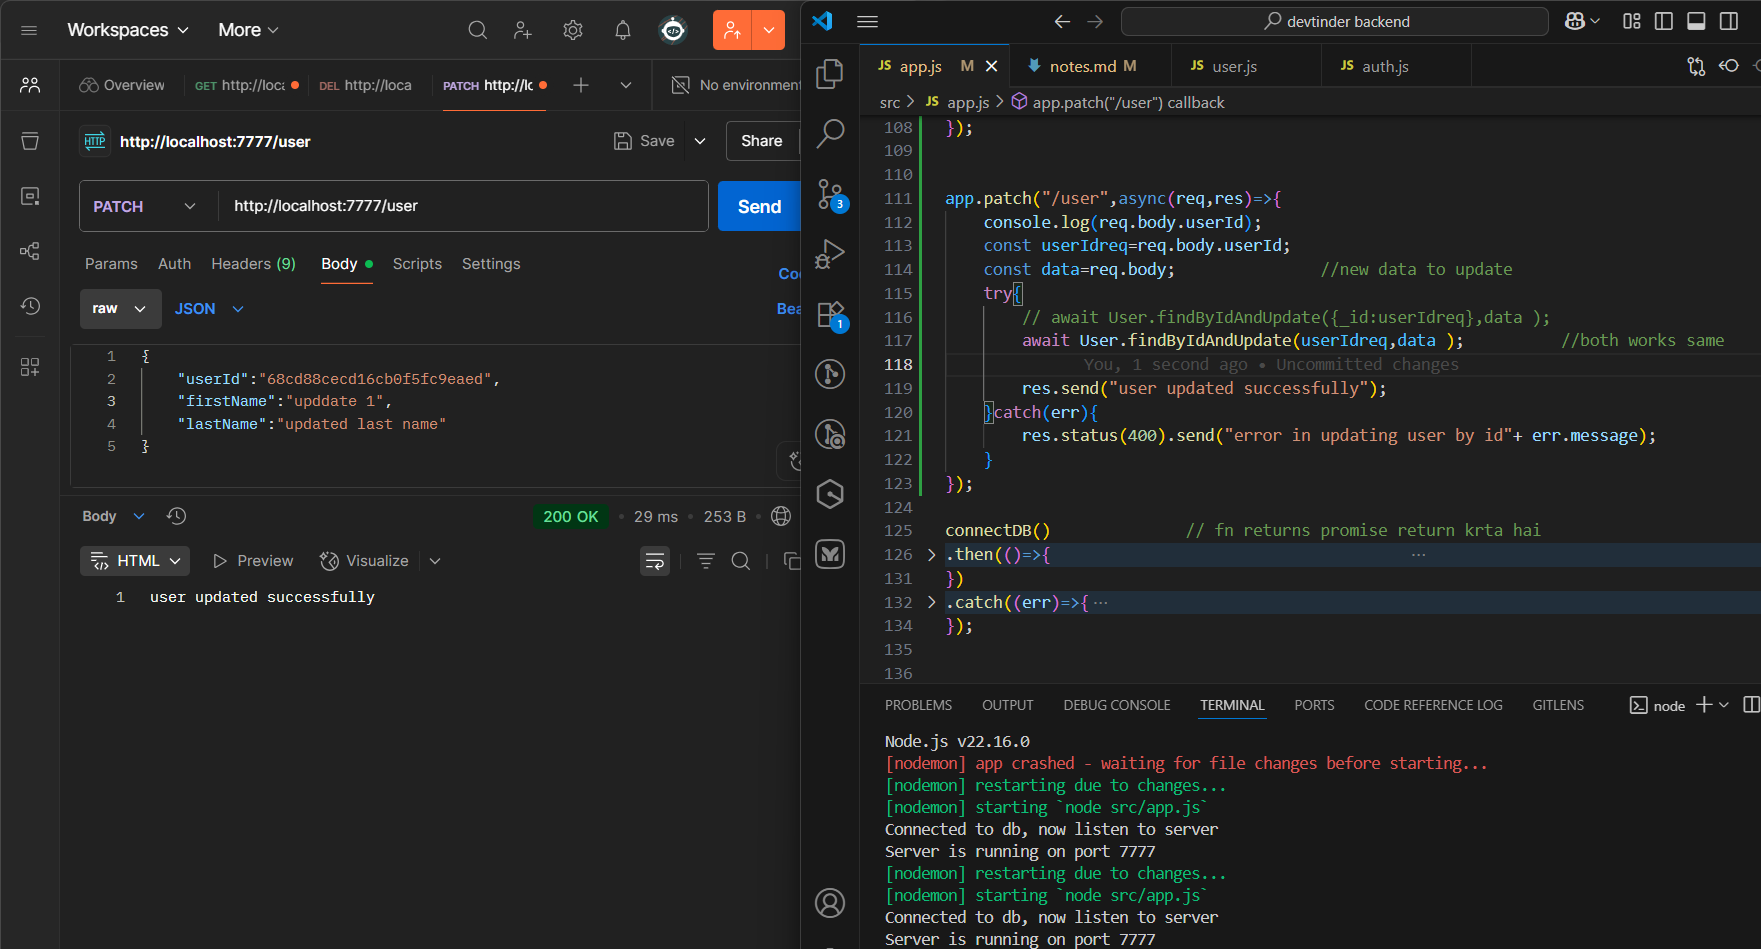 Workspaces More
Overview GET http://loca DEL http://loca PATCH http://lc No environment
HTTP http://localhost:7777/user Save Share
PATCH http://localhost:7777/user Send
Params Auth Headers (9) Body Scripts Settings
Coo
raw JSON Bea
1 {
2 "userId":"68cd88cecd16cb0f5fc9eaed",
3 "firstName":"upddate 1",
4 "lastName":"updated last name"
5 }
Body 200 OK • 29 ms • 253 B •
HTML Preview Visualize
1 user updated successfully
devtinder backend
JS app.js M notes.md M JS user.js JS auth.js
src > JS app.js > app.patch("/user") callback
108 });
109
110
111 app.patch("/user",async(req,res)=>{
112 console.log(req.body.userId);
113 const userIdreq=req.body.userId;
114 const data=req.body; //new data to update
115 try{
116 // await User.findByIdAndUpdate({_id:userIdreq},data );
117 await User.findByIdAndUpdate(userIdreq,data ); //both works same
118 You, 1 second ago • Uncommitted changes
119 res.send("user updated successfully");
120 }catch(err){
121 res.status(400).send("error in updating user by id"+ err.message);
122 }
123 });
124
125 connectDB() // fn returns promise return krta hai
126 .then(()=>{ ...
131 })
132 .catch((err)=>{ ...
134 });
135
136
3
1
PROBLEMS OUTPUT DEBUG CONSOLE TERMINAL PORTS CODE REFERENCE LOG GITLENS node
Node.js v22.16.0
[nodemon] app crashed - waiting for file changes before starting...
[nodemon] restarting due to changes...
[nodemon] starting `node src/app.js`
Connected to db, now listen to server
Server is running on port 7777
[nodemon] restarting due to changes...
[nodemon] starting `node src/app.js`
Connected to db, now listen to server
Server is running on port 7777